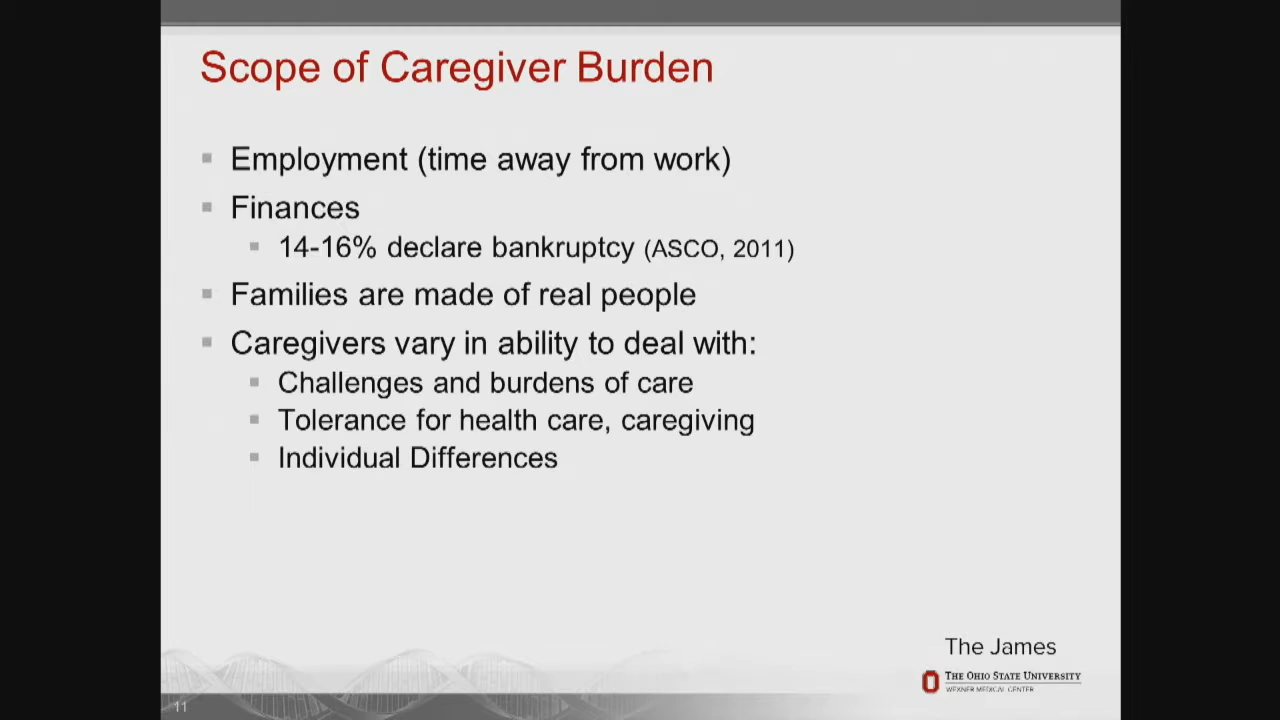 Scope of Caregiver Burden
Employment (time away from work)
Finances
14-16% declare bankruptcy (ASCO, 2011)
Families are made of real people
Caregivers vary in ability to deal with:
Challenges and burdens of care
Tolerance for health care, caregiving
Individual Differences
The James
THE OHIO STATE UNIVERSITY
WEXNER MEDICAL CENTER
11